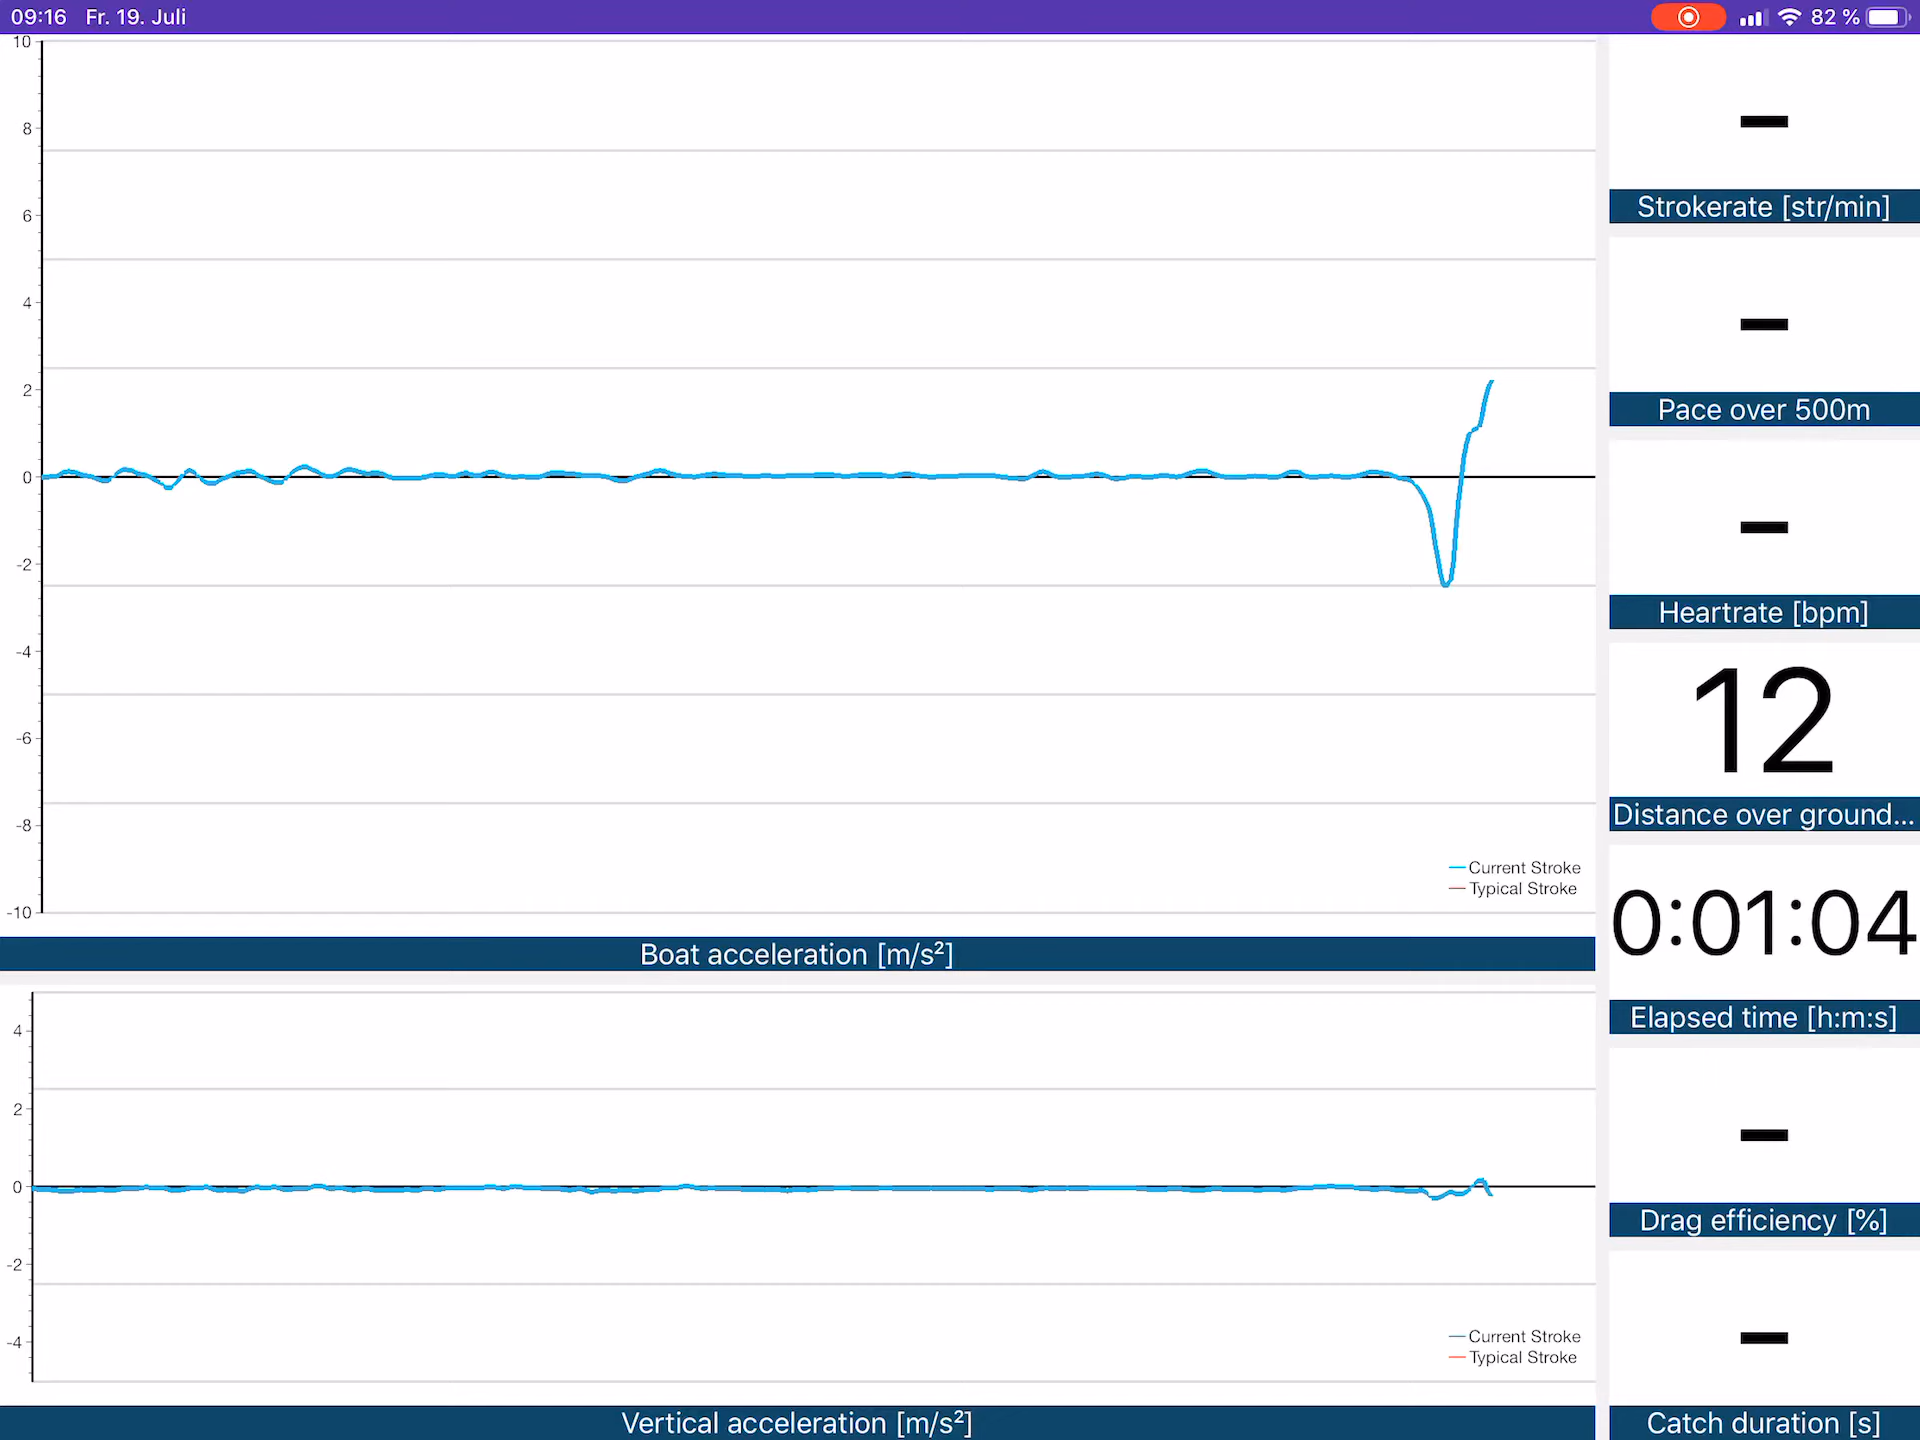 09:16 Fr. 19. Juli
82 %
10
8
6
4
2
0
-2
-4
-6
-8
-10
Current Stroke
Typical Stroke
Boat acceleration [m/s²]
4
2
0
-2
-4
Current Stroke
Typical Stroke
Vertical acceleration [m/s²]
–
Strokerate [str/min]
–
Pace over 500m
–
Heartrate [bpm]
12
Distance over ground...
0:01:04
Elapsed time [h:m:s]
–
Drag efficiency [%]
–
Catch duration [s]